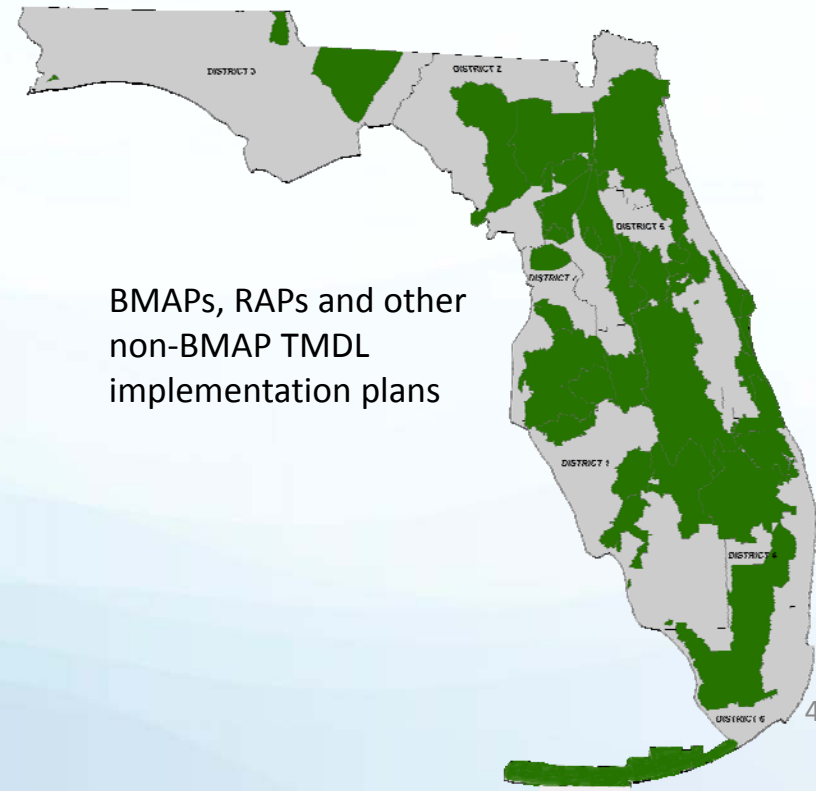 DISTRICT 3
DISTRICT 2
DISTRICT 5
DISTRICT 7
BMAPs, RAPs and other
non-BMAP TMDL
implementation plans
DISTRICT 1
DISTRICT 4
DISTRICT 6
4